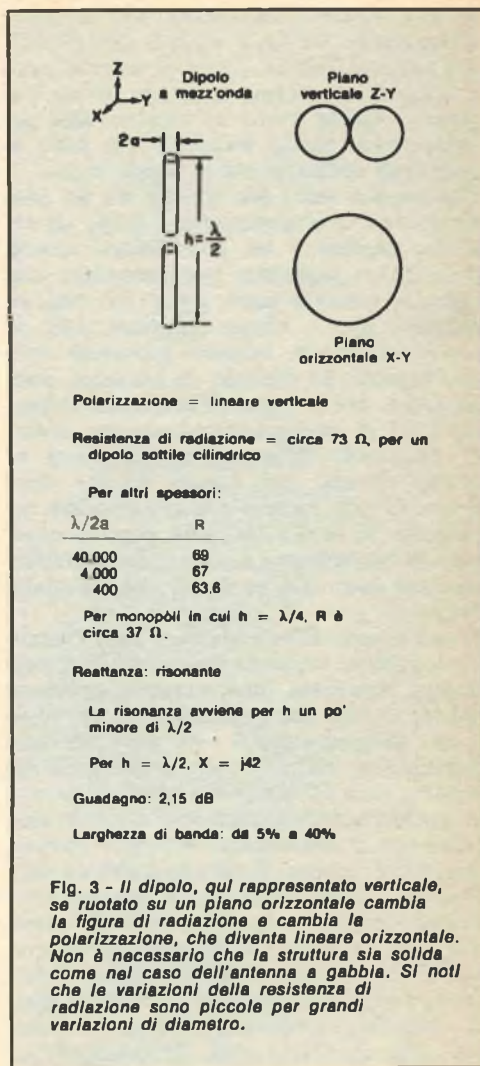 Z
Y
X
Dipolo
a mezz'onda
Piano
verticale Z-Y
2a
h=λ/2
Piano
orizzontale X-Y
Polarizzazione = lineare verticale
Resistenza di radiazione = circa 73 Ω, per un
dipolo sottile cilindrico
Per altri spessori:
λ/2a R
40.000 69
4.000 67
400 63,6
Per monopòli in cui h = λ/4, R è
circa 37 Ω.
Reattanza: risonante
La risonanza avviene per h un po'
minore di λ/2
Per h = λ/2, X = j42
Guadagno: 2,15 dB
Larghezza di banda: da 5% a 40%
Fig. 3 - Il dipolo, qui rappresentato verticale,
se ruotato su un piano orizzontale cambia
la figura di radiazione e cambia la
polarizzazione, che diventa lineare orizzontale.
Non è necessario che la struttura sia solida
come nel caso dell'antenna a gabbia. Si noti
che le variazioni della resistenza di
radiazione sono piccole per grandi
variazioni di diametro.